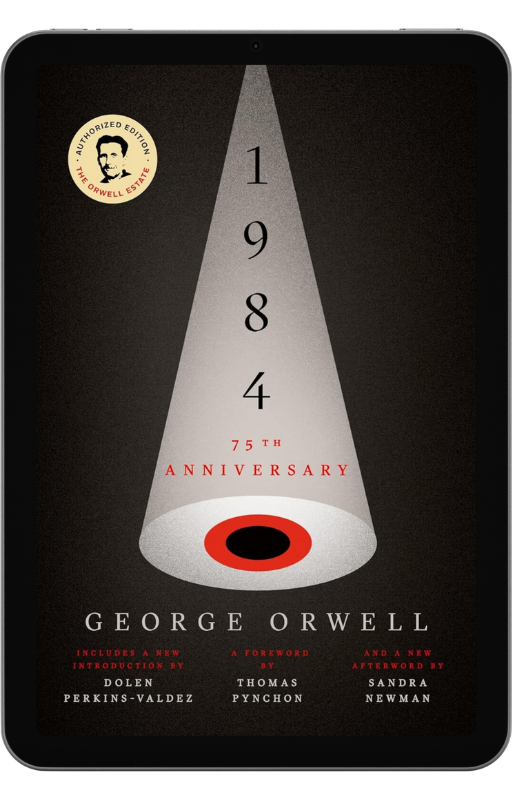 AUTHORIZED EDITION
THE ORWELL ESTATE
1
9
8
4
75TH
ANNIVERSARY
GEORGE ORWELL
INCLUDES A NEW
INTRODUCTION BY
DOLEN
PERKINS-VALDEZ
A FOREWORD
BY
THOMAS
PYNCHON
AND A NEW
AFTERWORD BY
SANDRA
NEWMAN